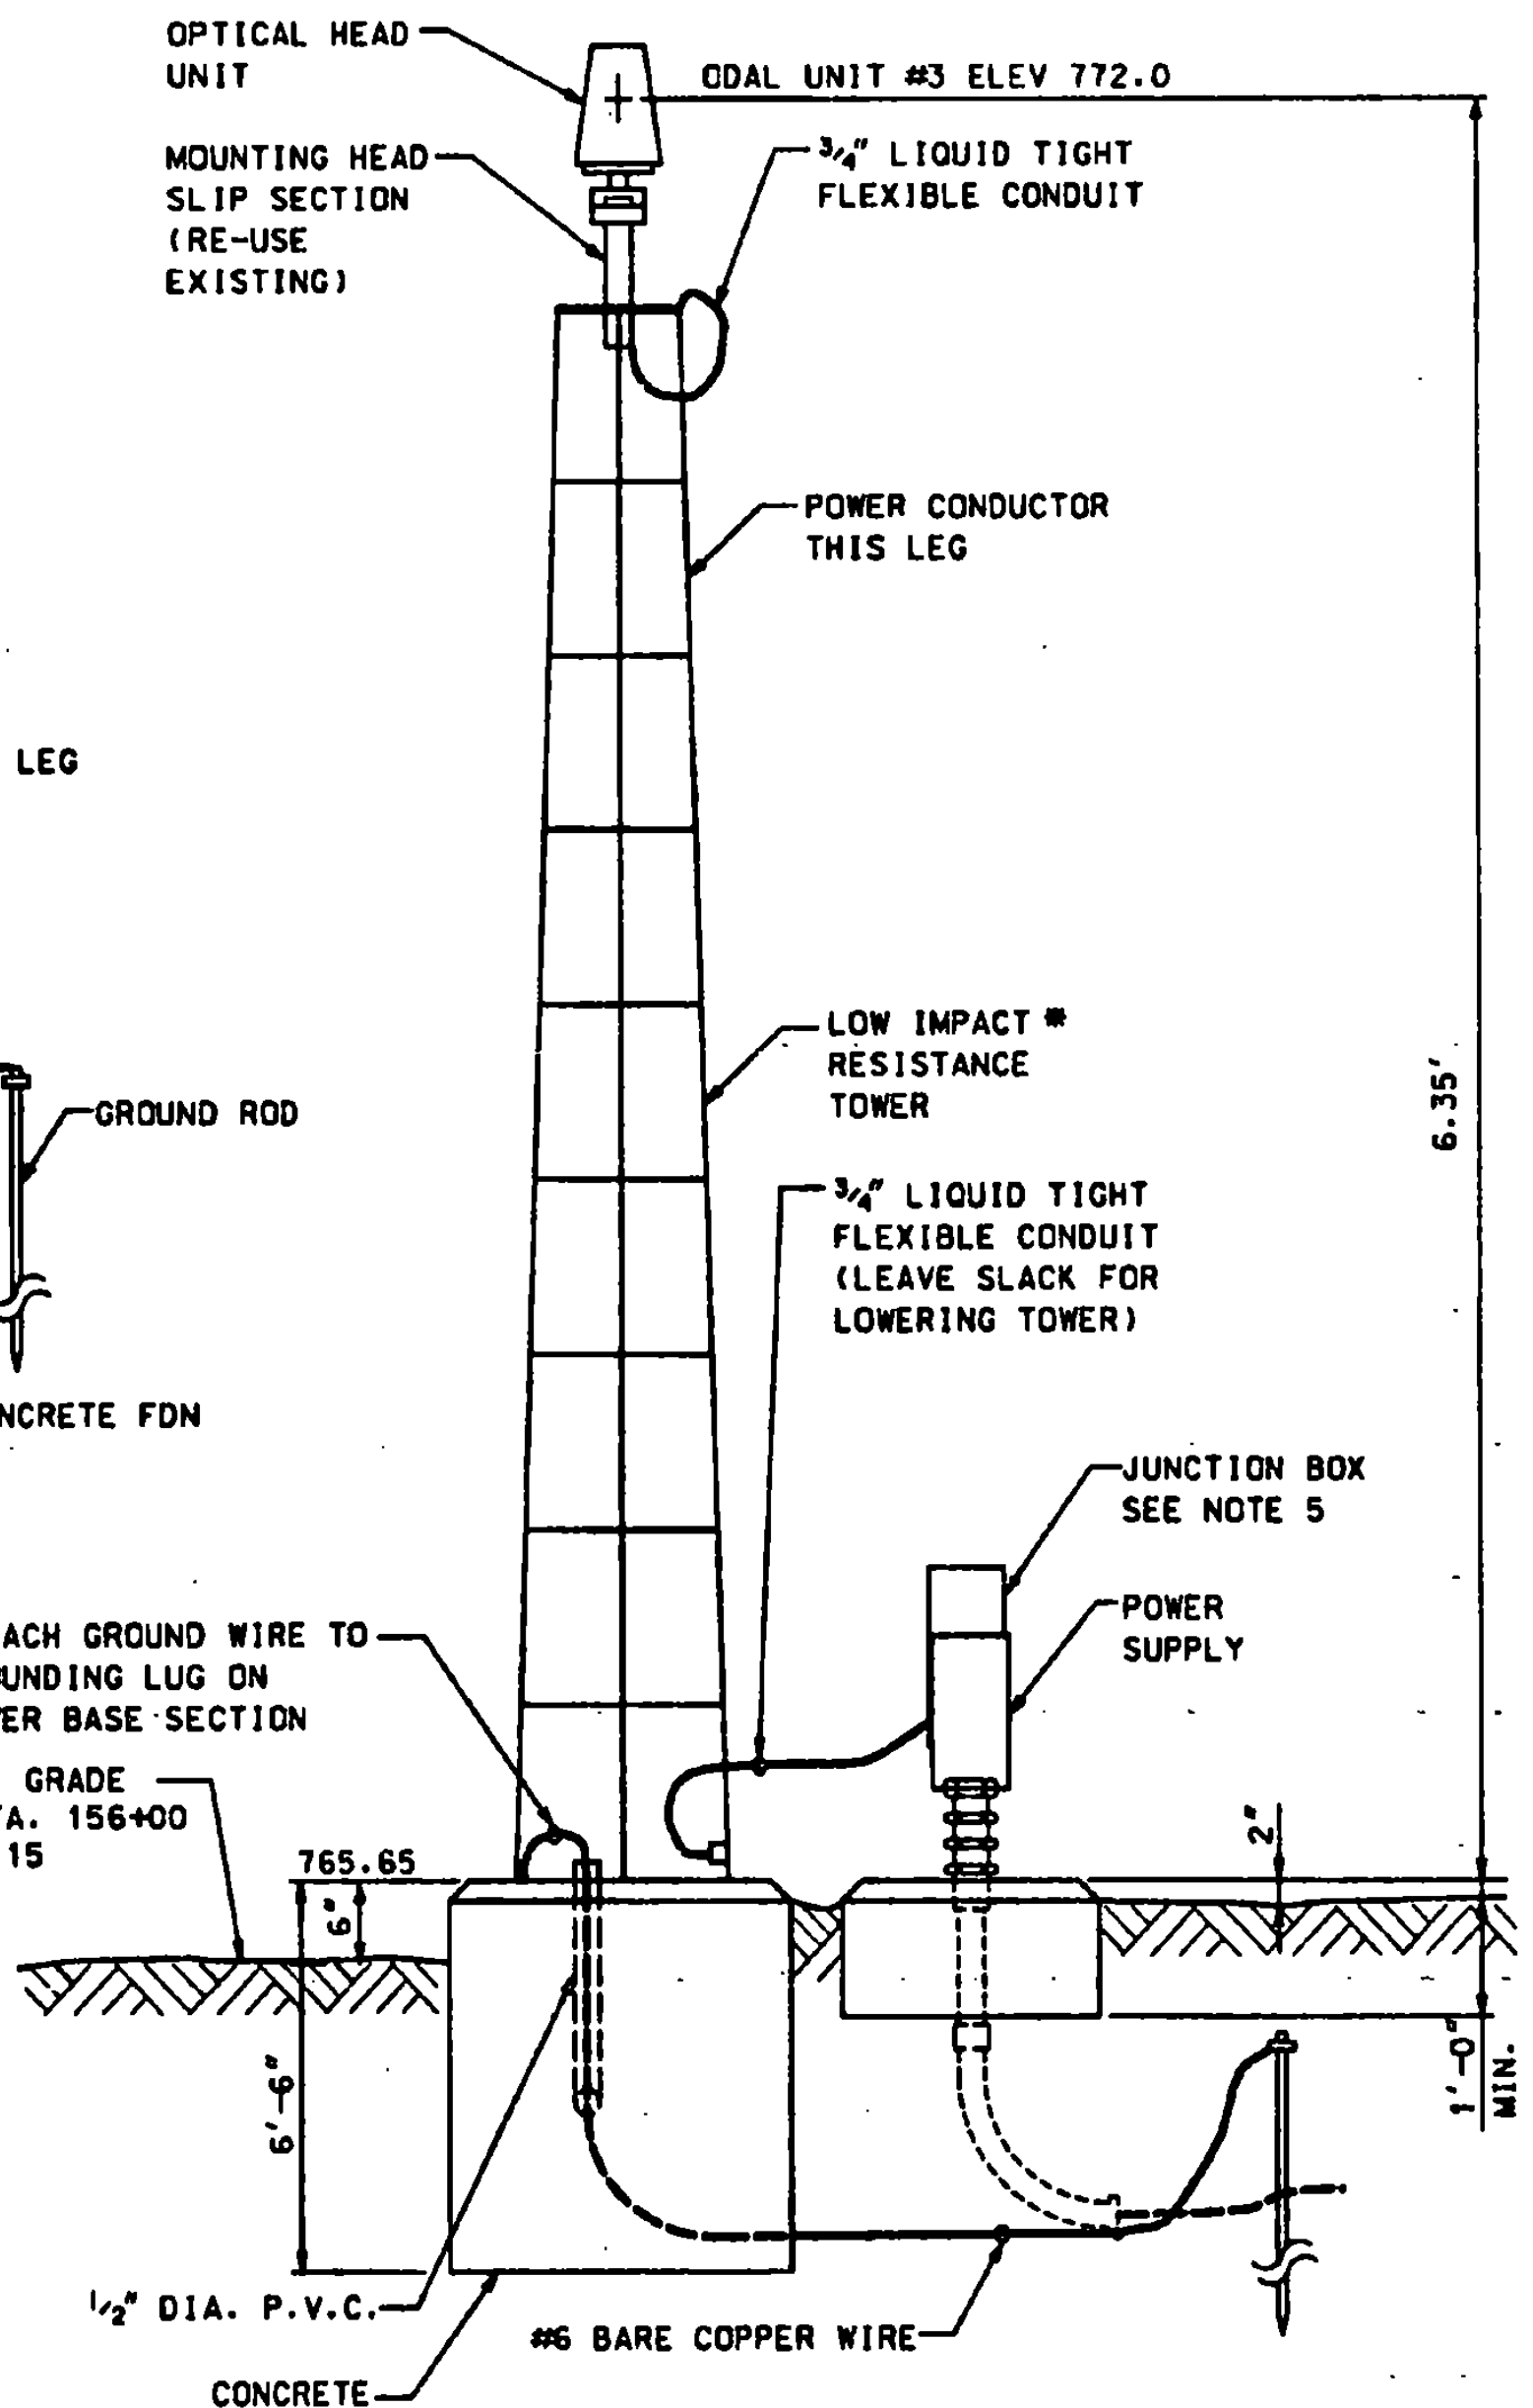 OPTICAL HEAD
UNIT
ODAL UNIT #3 ELEV 772.0
MOUNTING HEAD
SLIP SECTION
(RE-USE
EXISTING)
3/4" LIQUID TIGHT
FLEXIBLE CONDUIT
POWER CONDUCTOR
THIS LEG
LEG
LOW IMPACT *
RESISTANCE
TOWER
6.35'
GROUND ROD
3/4" LIQUID TIGHT
FLEXIBLE CONDUIT
(LEAVE SLACK FOR
LOWERING TOWER)
NCRETE FDN
JUNCTION BOX
SEE NOTE 5
POWER
SUPPLY
ACH GROUND WIRE TO
OUNDING LUG ON
ER BASE SECTION
GRADE
TA. 156+00
15
765.65
6"
2"
6'-6"
1'-0"
MIN.
1/2" DIA. P.V.C.
#6 BARE COPPER WIRE
CONCRETE